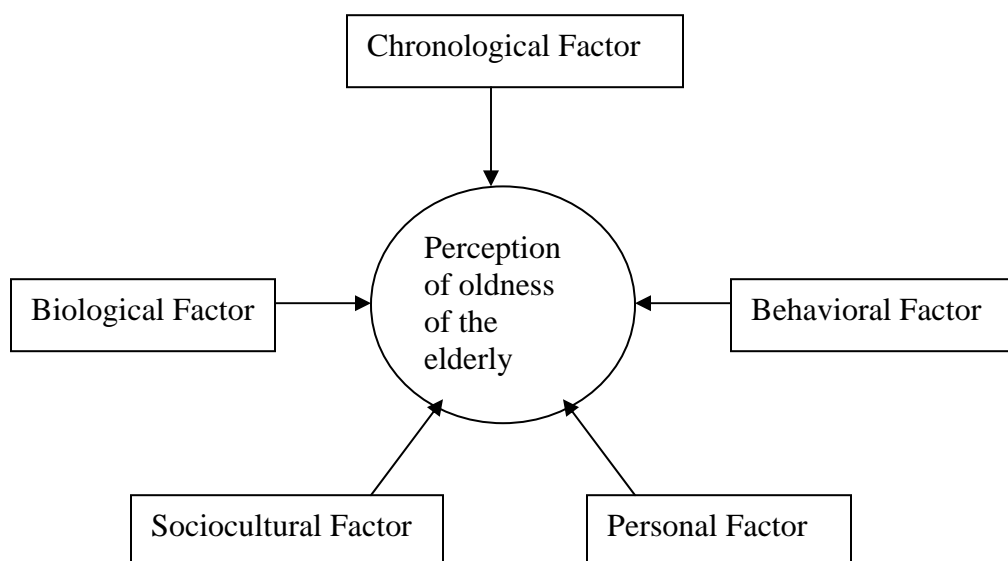 Chronological Factor
Perception
of oldness
of the
elderly
Biological Factor
Behavioral Factor
Sociocultural Factor
Personal Factor